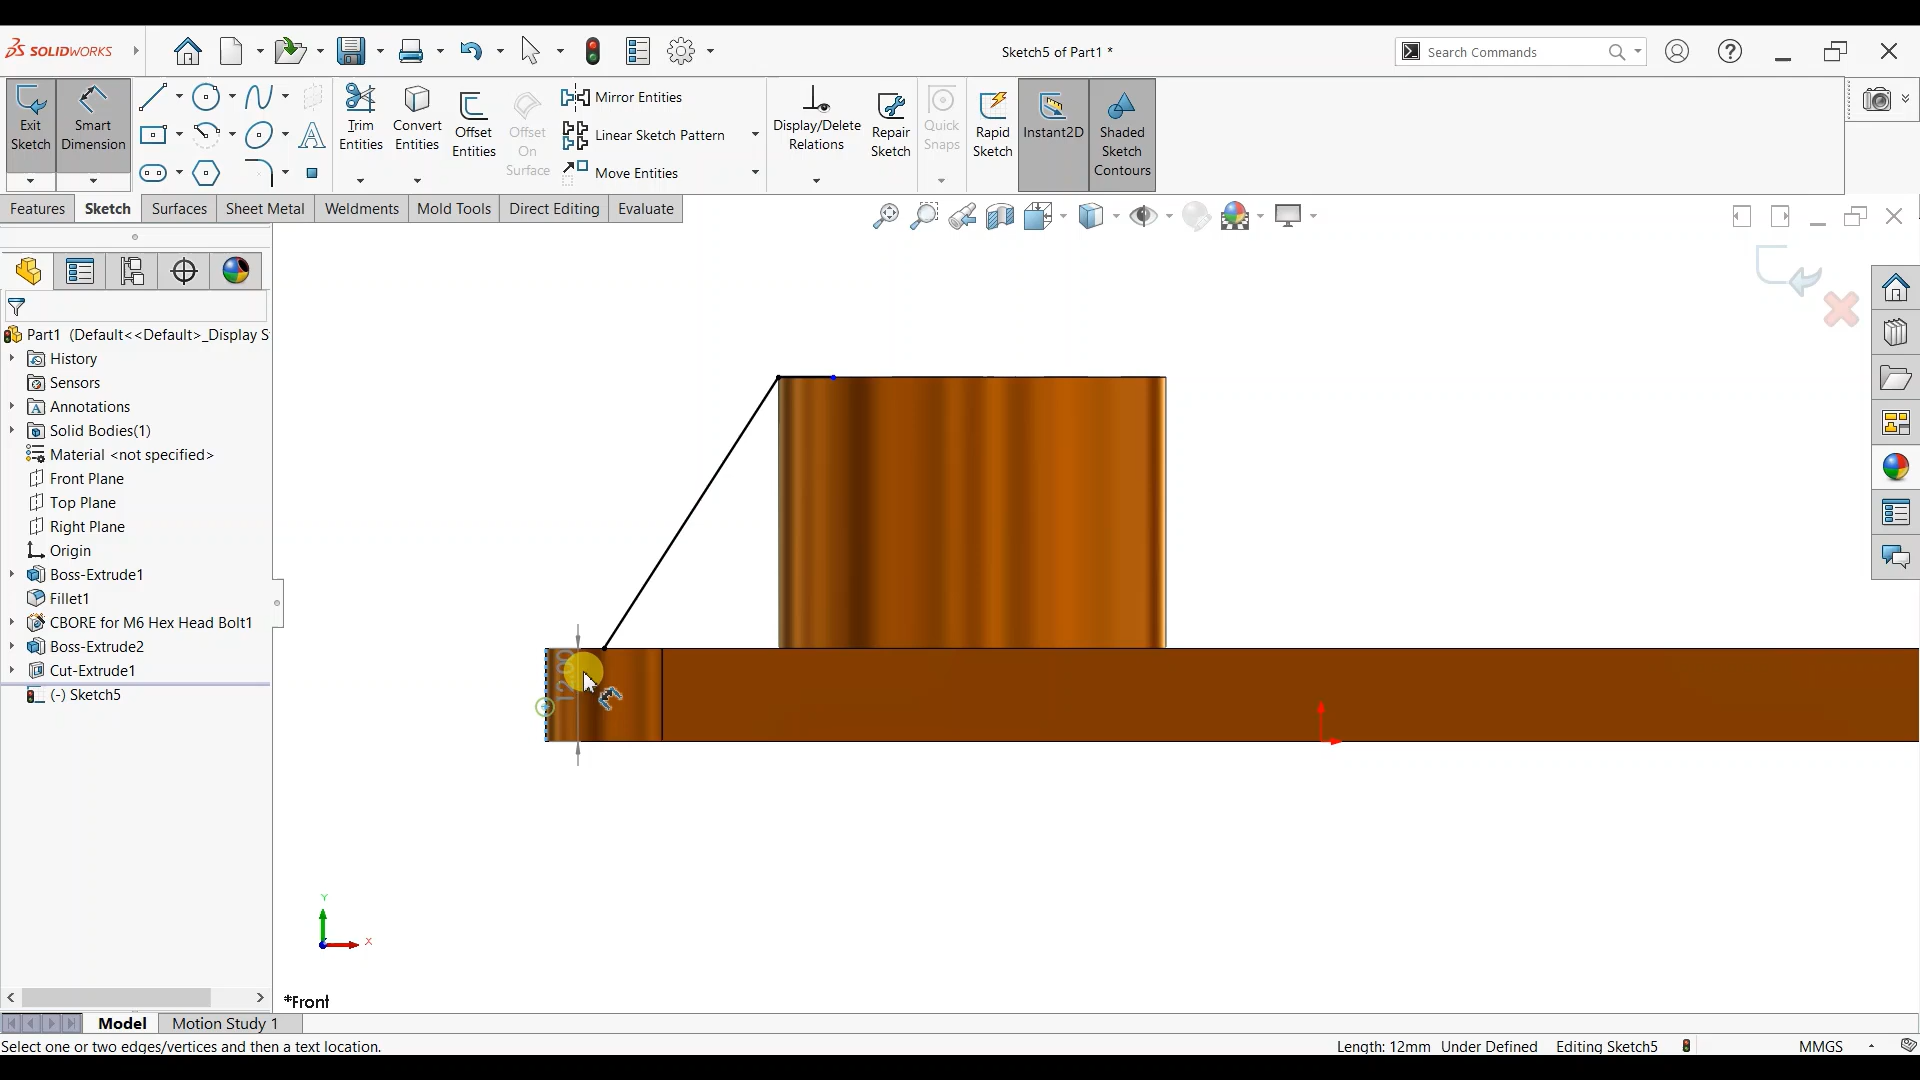 SOLIDWORKS
Sketch5 of Part1 *
Search Commands
Exit Sketch
Smart Dimension
Trim Entities
Convert Entities
Offset Entities
Offset On Surface
Mirror Entities
Linear Sketch Pattern
Move Entities
Display/Delete Relations
Repair Sketch
Quick Snaps
Rapid Sketch
Instant2D
Shaded Sketch Contours
Features
Sketch
Surfaces
Sheet Metal
Weldments
Mold Tools
Direct Editing
Evaluate
Part1 (Default<<Default>_Display S
History
Sensors
Annotations
Solid Bodies(1)
Material <not specified>
Front Plane
Top Plane
Right Plane
Origin
Boss-Extrude1
Fillet1
CBORE for M6 Hex Head Bolt1
Boss-Extrude2
Cut-Extrude1
(-) Sketch5
12.00
Y
X
*Front
Model
Motion Study 1
Select one or two edges/vertices and then a text location.
Length: 12mm
Under Defined
Editing Sketch5
MMGS